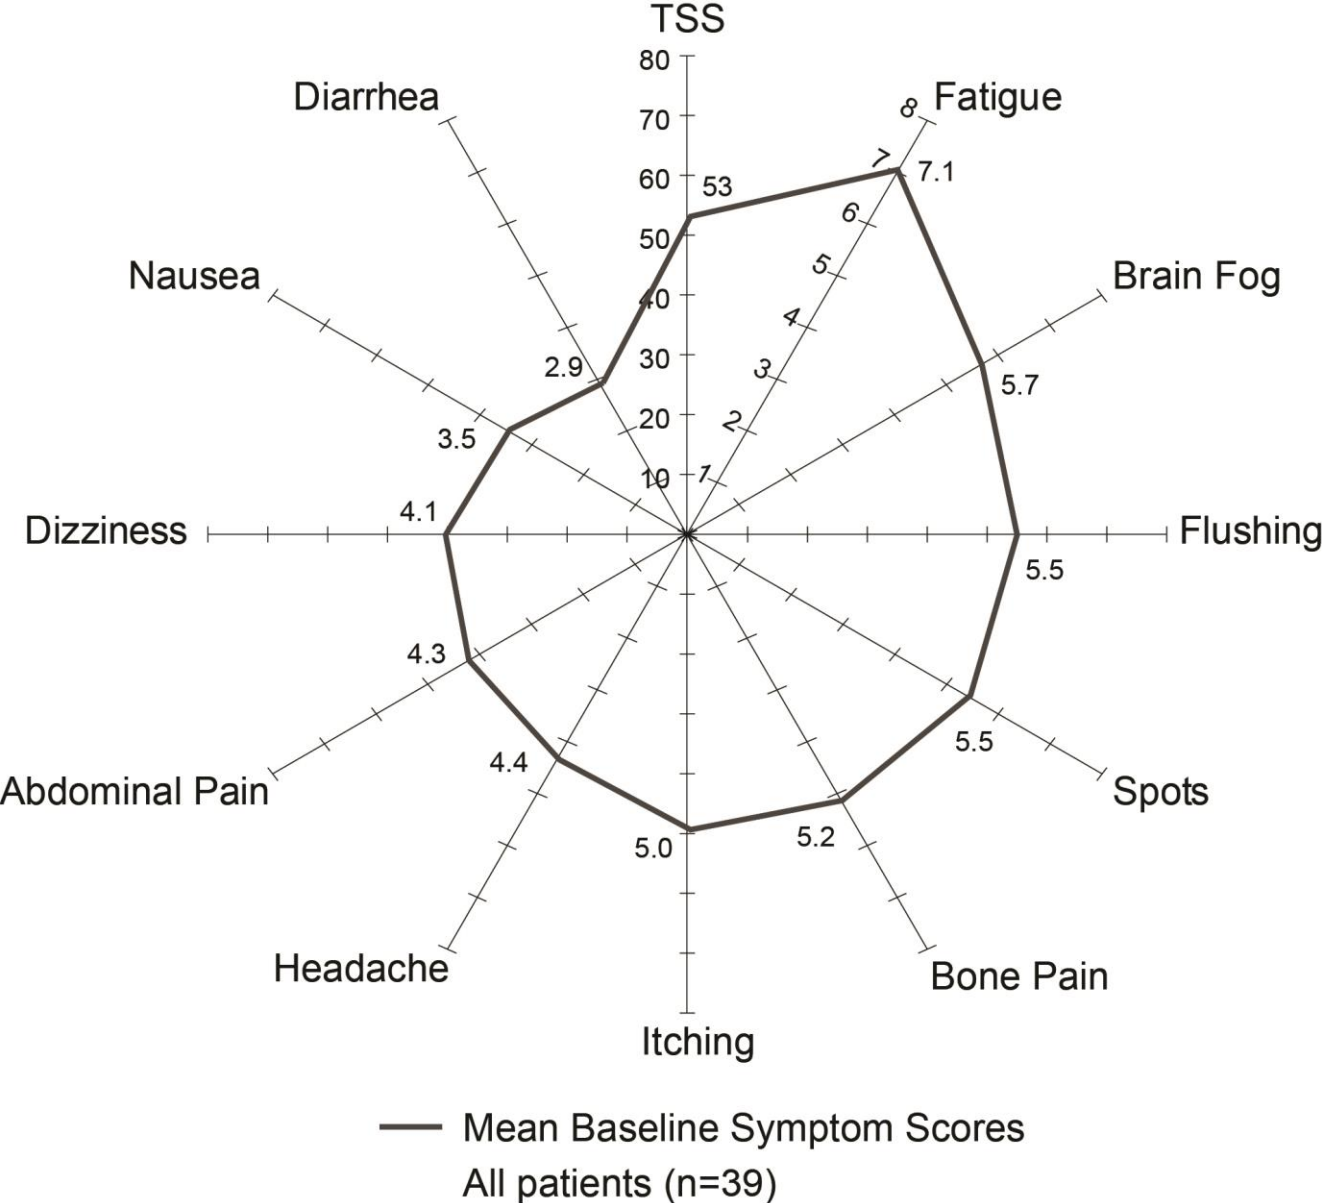 TSS
80
70
60
50
40
30
20
10
53
8
7
6
5
4
3
2
1
Fatigue
7.1
Brain Fog
5.7
Flushing
5.5
Spots
5.5
Bone Pain
5.2
Itching
5.0
Headache
4.4
Abdominal Pain
4.3
Dizziness
4.1
Nausea
3.5
Diarrhea
2.9
Mean Baseline Symptom Scores
All patients (n=39)